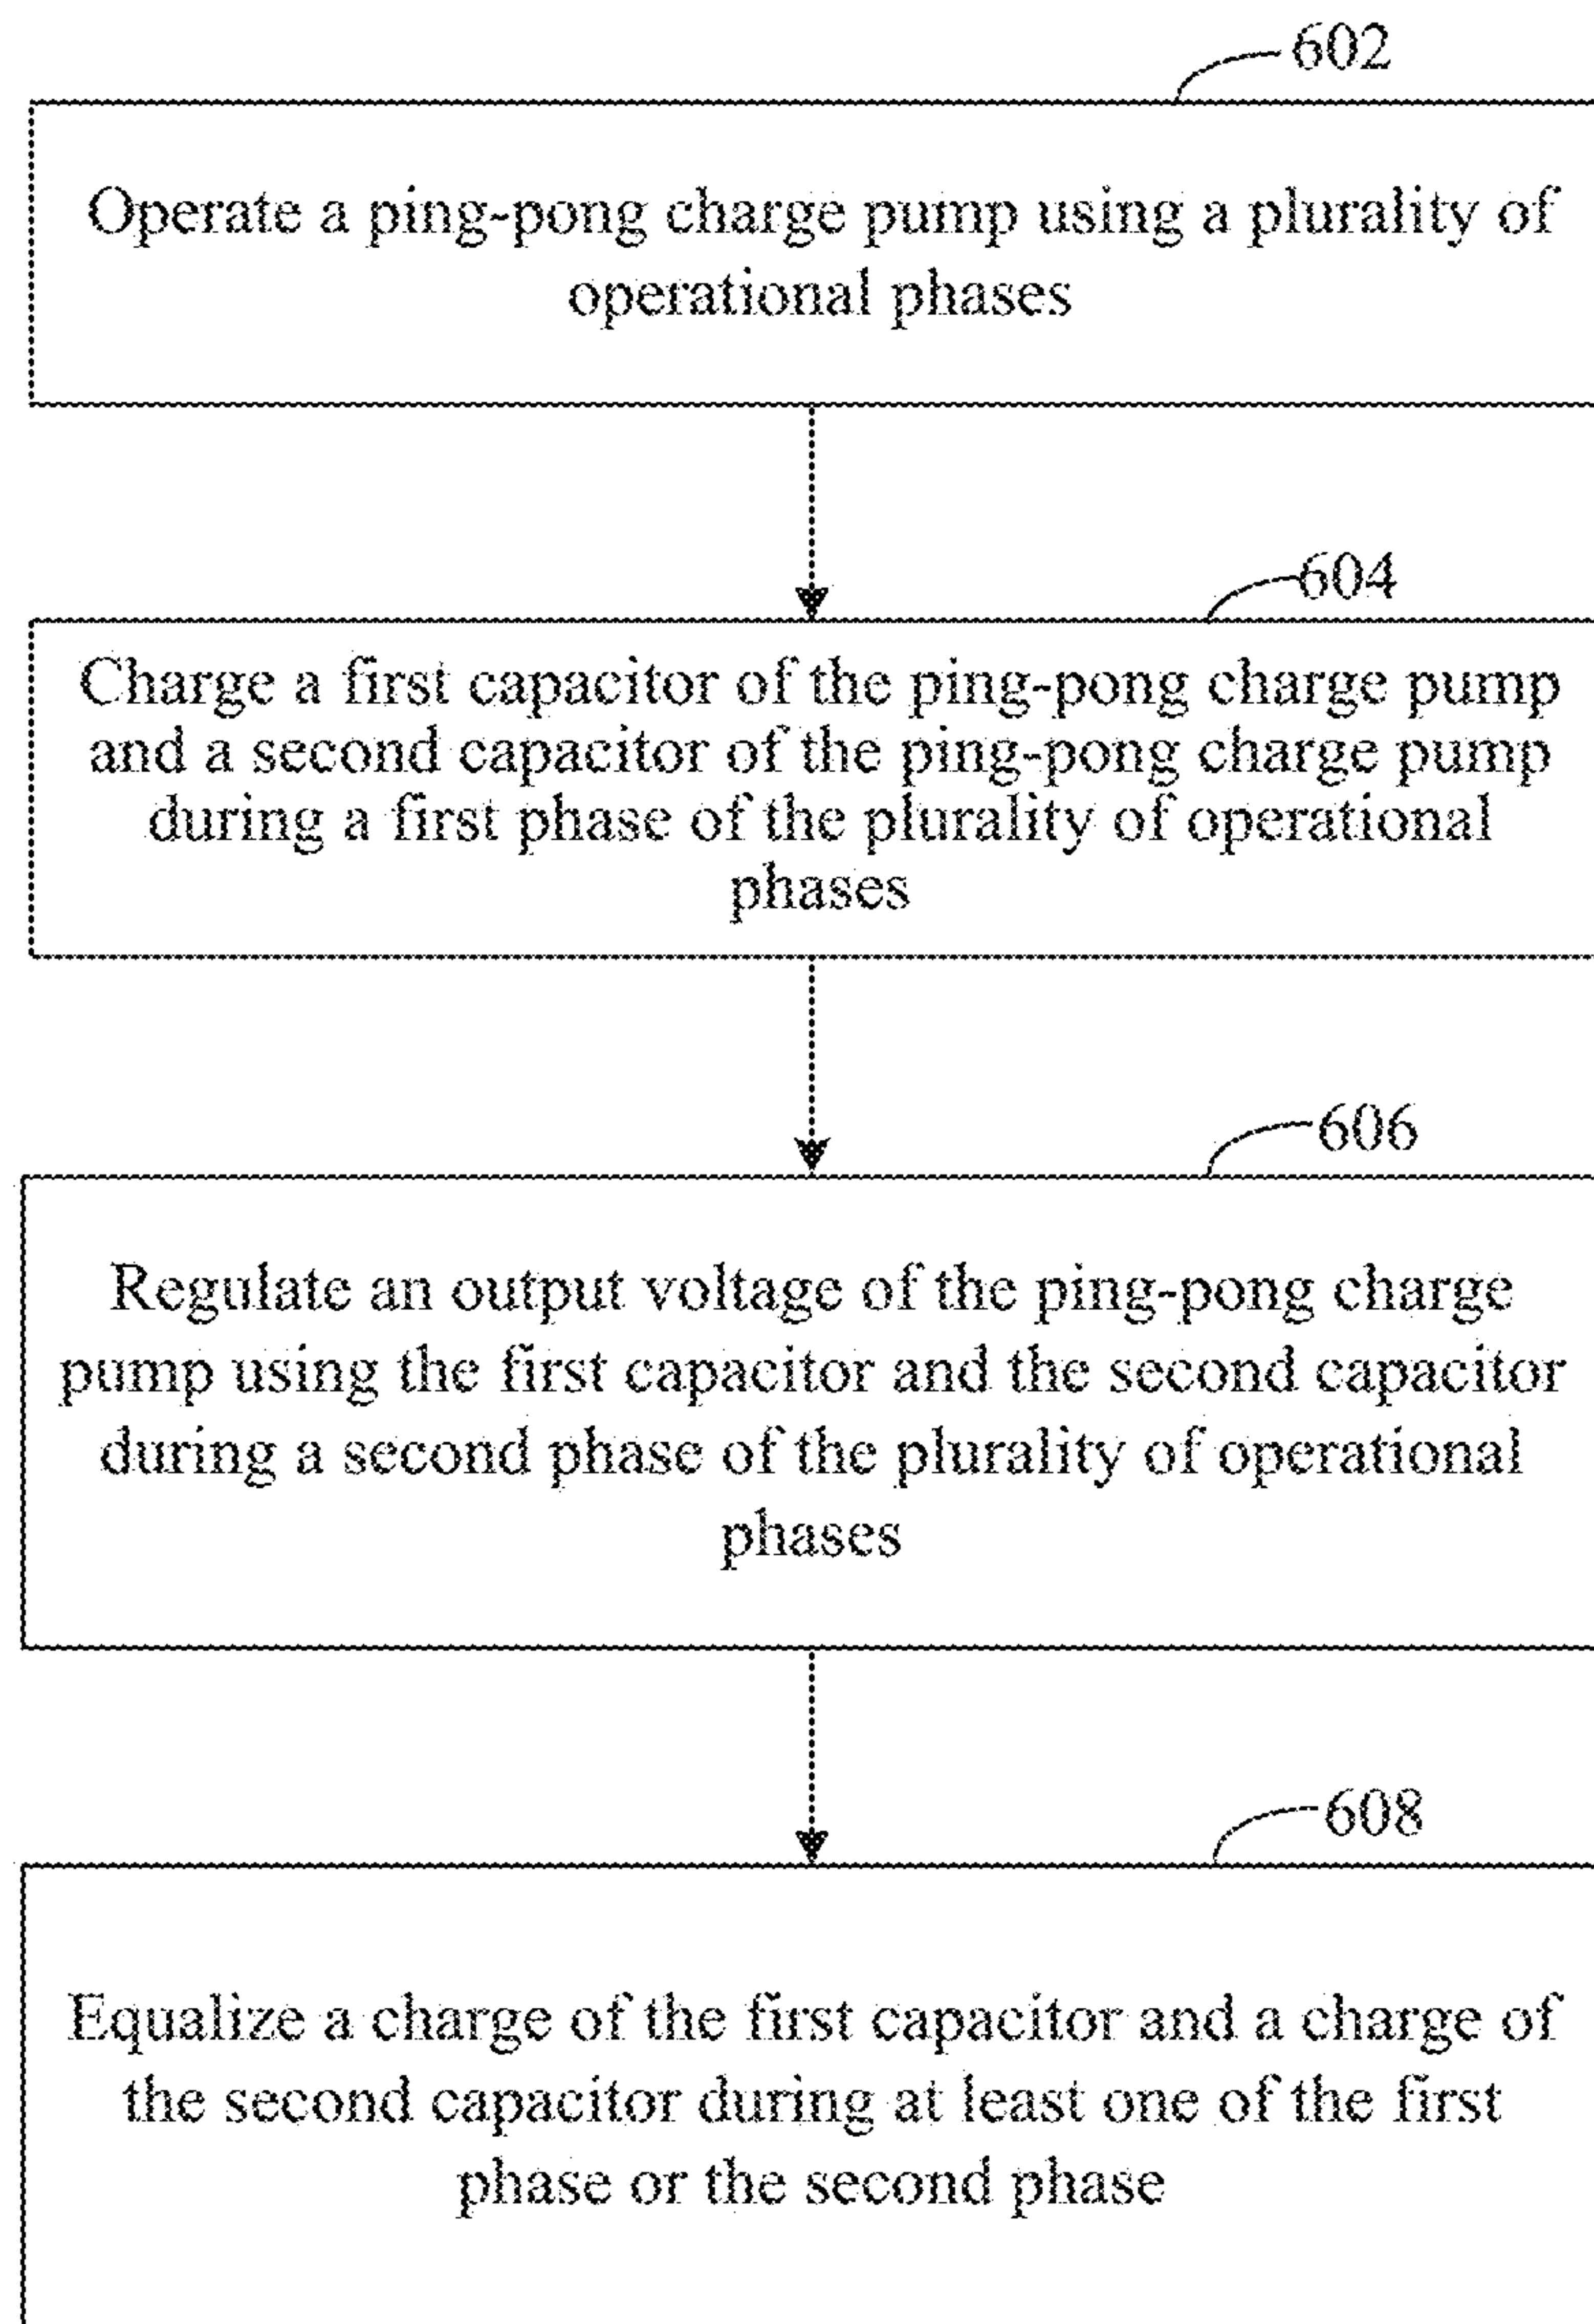 602
Operate a ping-pong charge pump using a plurality of
operational phases
604
Charge a first capacitor of the ping-pong charge pump
and a second capacitor of the ping-pong charge pump
during a first phase of the plurality of operational
phases
606
Regulate an output voltage of the ping-pong charge
pump using the first capacitor and the second capacitor
during a second phase of the plurality of operational
phases
608
Equalize a charge of the first capacitor and a charge of
the second capacitor during at least one of the first
phase or the second phase